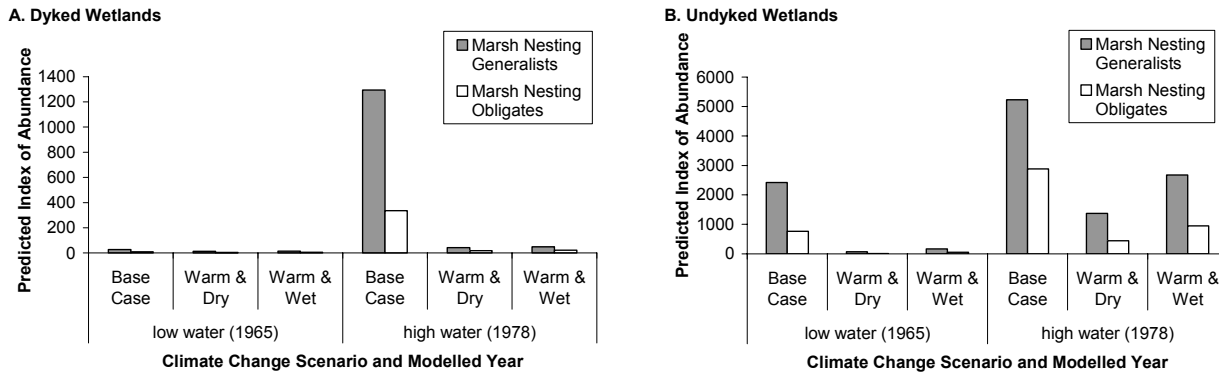 A. Dyked Wetlands
Marsh Nesting
Generalists
Marsh Nesting
Obligates
Predicted Index of Abundance
1400
1200
1000
800
600
400
200
0
Base
Case
Warm &
Dry
Warm &
Wet
Base
Case
Warm &
Dry
Warm &
Wet
low water (1965)
high water (1978)
Climate Change Scenario and Modelled Year
B. Undyked Wetlands
Marsh Nesting
Generalists
Marsh Nesting
Obligates
Predicted Index of Abundance
6000
5000
4000
3000
2000
1000
0
Base
Case
Warm &
Dry
Warm &
Wet
Base
Case
Warm &
Dry
Warm &
Wet
low water (1965)
high water (1978)
Climate Change Scenario and Modelled Year